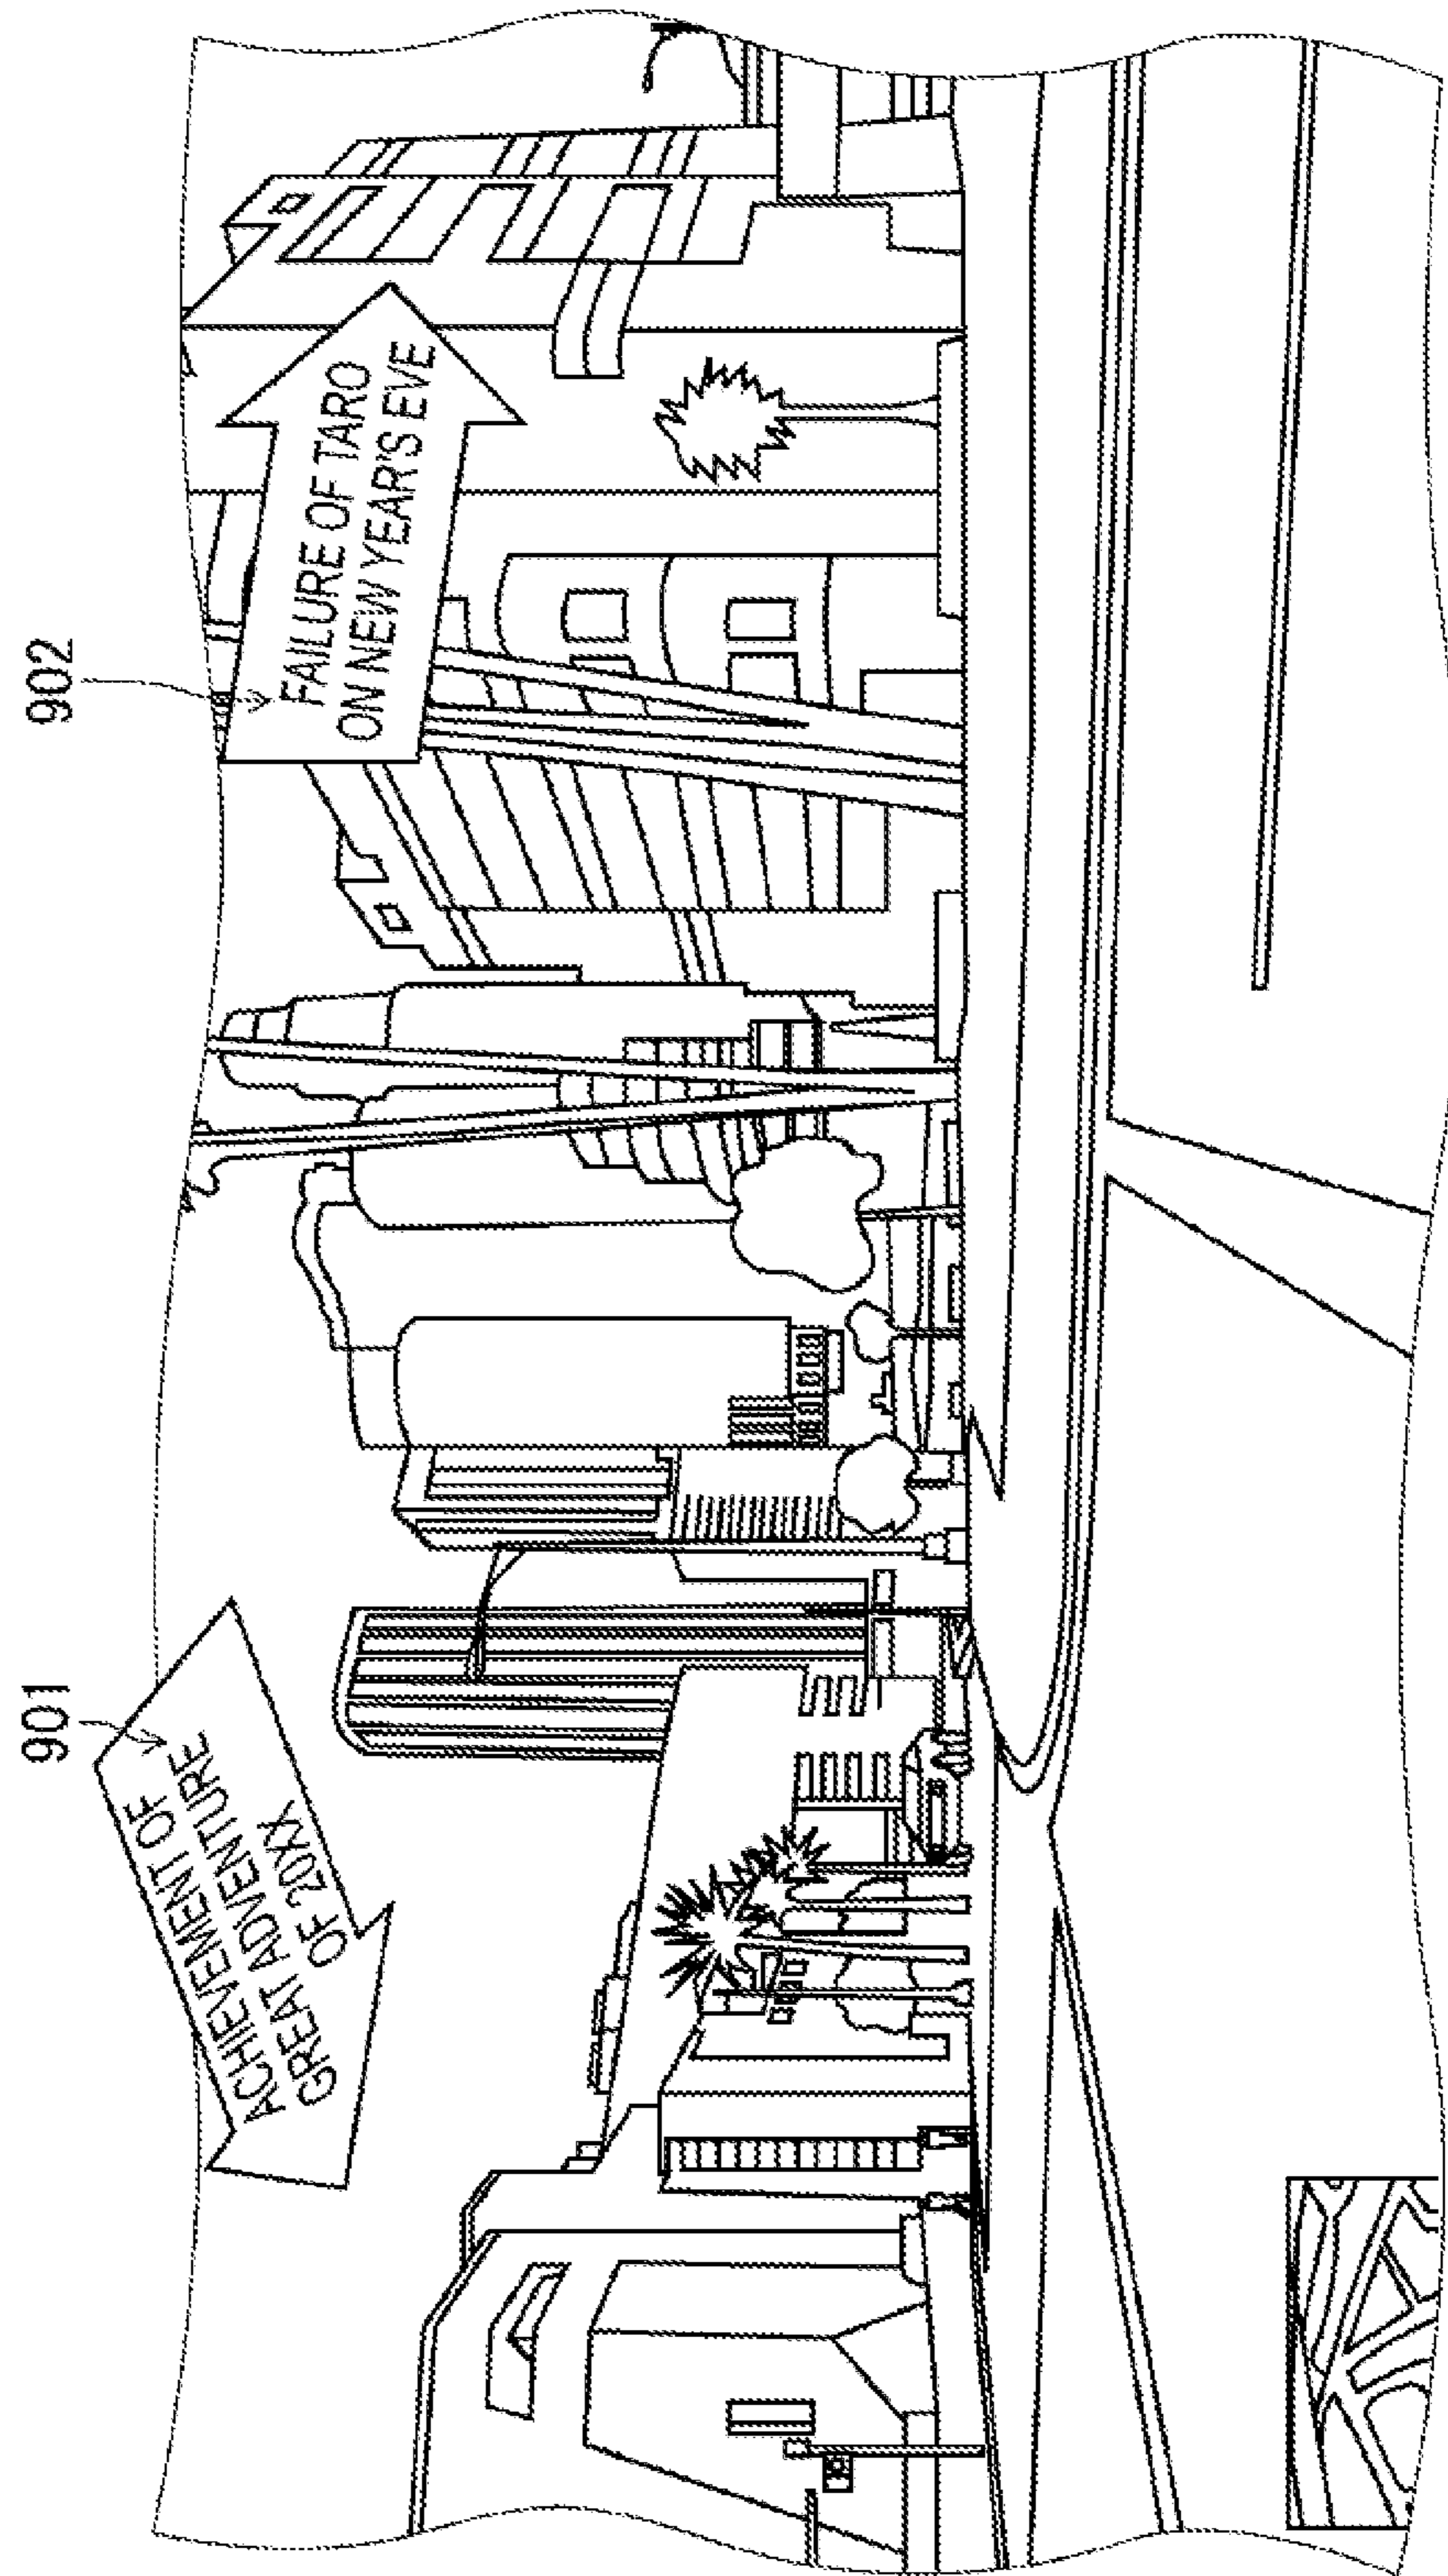 901
ACHIEVEMENT OF
GREAT ADVENTURE
OF 20XX
902
FAILURE OF TARO
ON NEW YEAR'S EVE